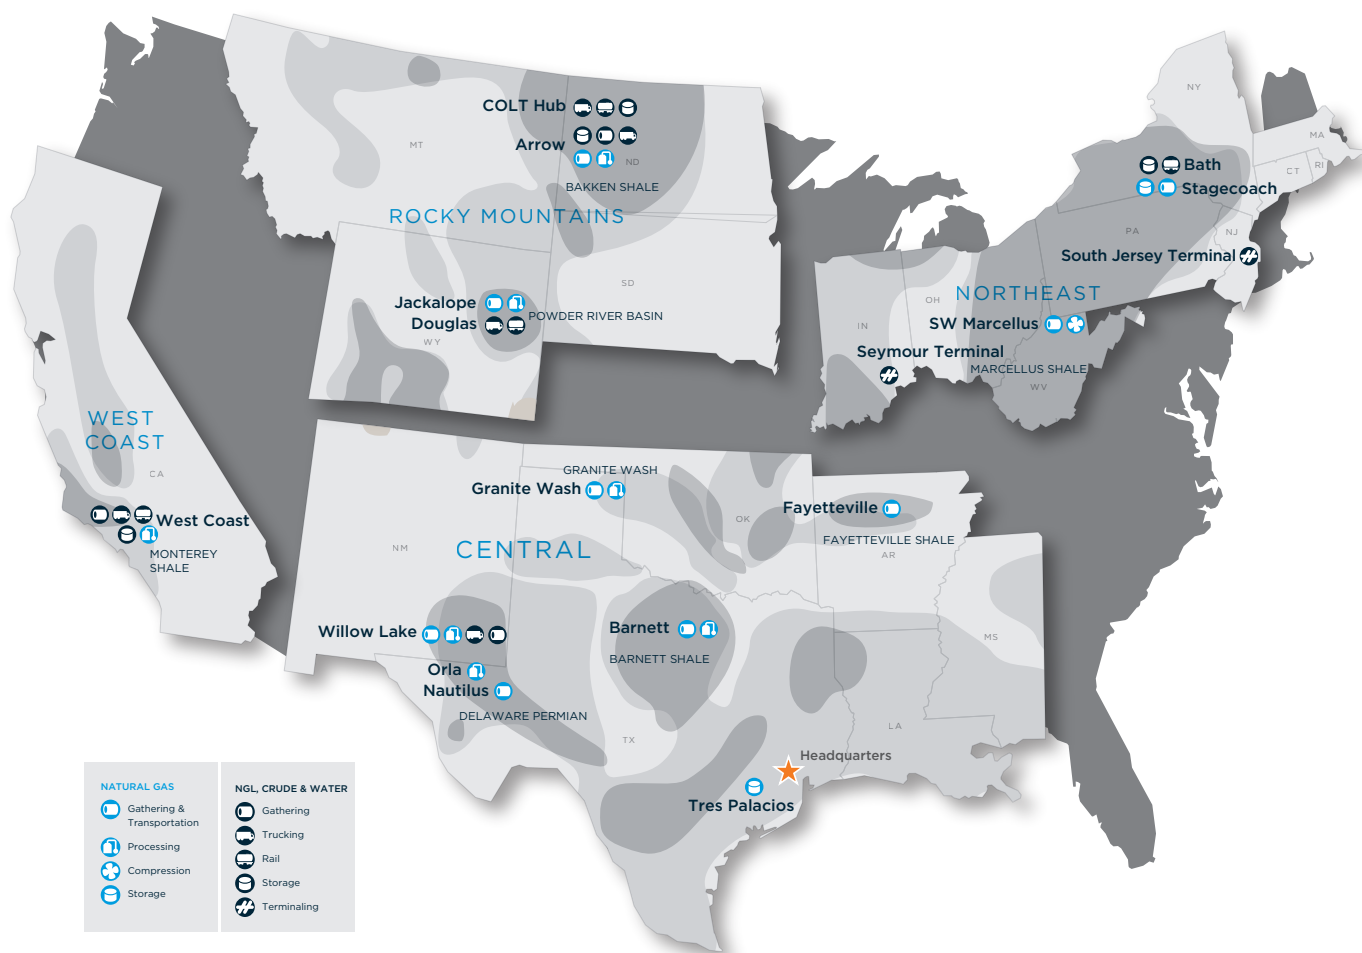 COLT Hub
Arrow
MT
ND
BAKKEN SHALE
ROCKY MOUNTAINS
SD
Jackalope
POWDER RIVER BASIN
Douglas
WY
NY
MA
CT
RI
Bath
Stagecoach
PA
NJ
South Jersey Terminal
OH
NORTHEAST
SW Marcellus
IN
Seymour Terminal
MARCELLUS SHALE
WV
WEST
COAST
CA
West Coast
MONTEREY
SHALE
GRANITE WASH
Granite Wash
OK
Fayetteville
FAYETTEVILLE SHALE
AR
NM
CENTRAL
Willow Lake
Barnett
BARNETT SHALE
MS
Orla
Nautilus
DELAWARE PERMIAN
TX
LA
Headquarters
Tres Palacios
NATURAL GAS
Gathering &
Transportation
Processing
Compression
Storage
NGL, CRUDE & WATER
Gathering
Trucking
Rail
Storage
Terminaling